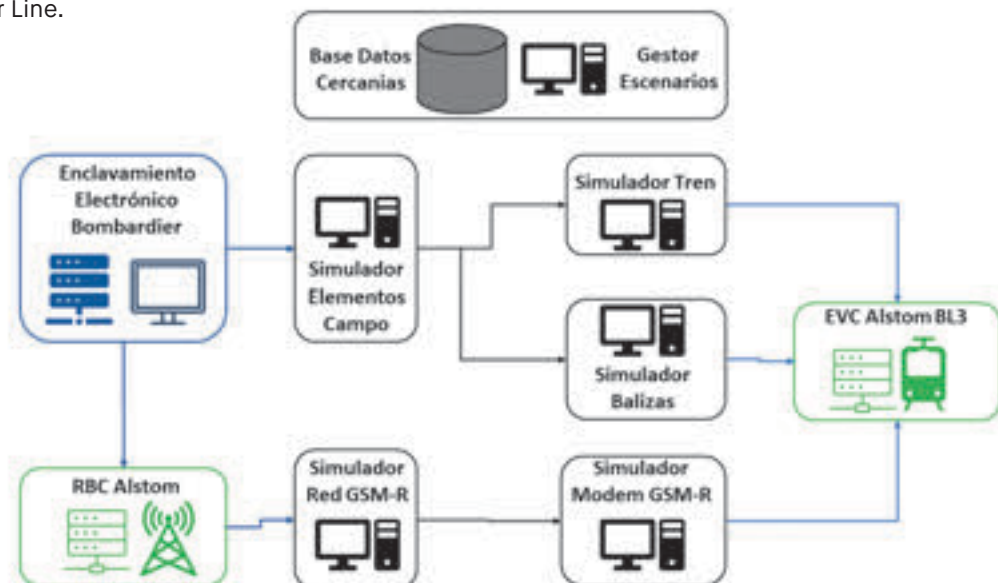 r Line.
Base Datos
Cercanias
Gestor
Escenarios
Enclavamiento
Electrónico
Bombardier
Simulador
Elementos
Campo
Simulador Tren
Simulador
Balizas
EVC Alstom BL3
RBC Alstom
Simulador
Red GSM-R
Simulador
Modem GSM-R